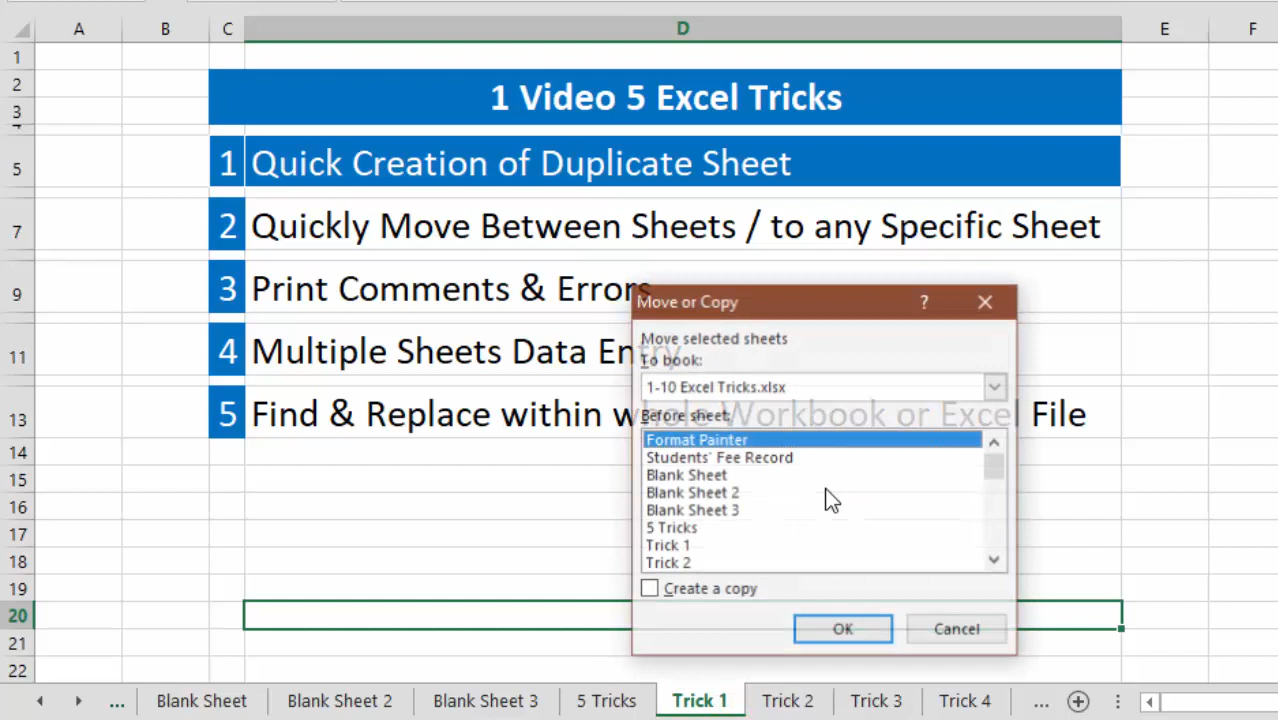 A B C D E F
1
2
3
1 Video 5 Excel Tricks
4
5
1 Quick Creation of Duplicate Sheet
7
2 Quickly Move Between Sheets / to any Specific Sheet
9
3 Print Comments & Errors
11
4 Multiple Sheets Data Entry
13
5 Find & Replace within whole Workbook or Excel File
14
15
16
17
18
19
20
21
22
Move or Copy ?
Move selected sheets
To book:
1-10 Excel Tricks.xlsx
Before sheet:
Format Painter
Students' Fee Record
Blank Sheet
Blank Sheet 2
Blank Sheet 3
5 Tricks
Trick 1
Trick 2
Create a copy
OK Cancel
... Blank Sheet Blank Sheet 2 Blank Sheet 3 5 Tricks Trick 1 Trick 2 Trick 3 Trick 4 ...